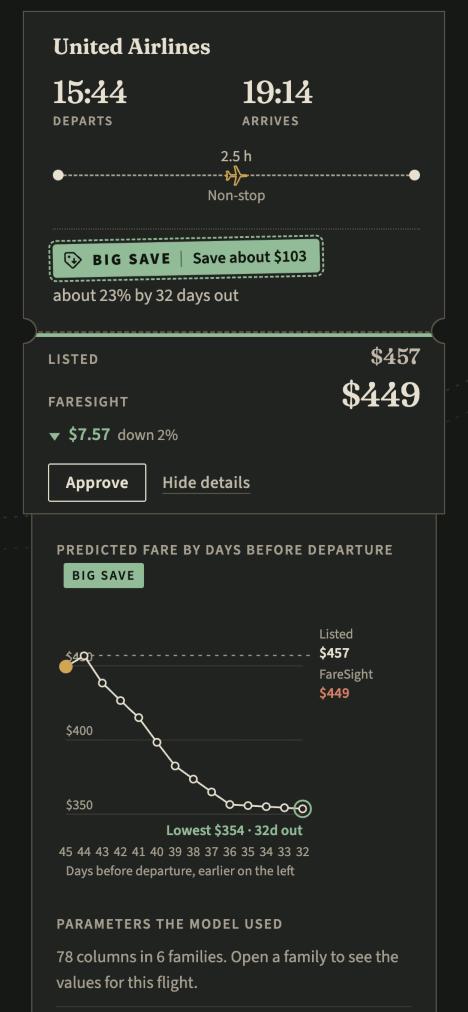 United Airlines
15:44 19:14
DEPARTS ARRIVES
2.5 h
Non-stop
BIG SAVE | Save about $103
about 23% by 32 days out
LISTED $457
FARESIGHT $449
▼ $7.57 down 2%
Approve Hide details
PREDICTED FARE BY DAYS BEFORE DEPARTURE
BIG SAVE
Listed
$457
FareSight
$449
$450
$400
$350
Lowest $354 · 32d out
45 44 43 42 41 40 39 38 37 36 35 34 33 32
Days before departure, earlier on the left
PARAMETERS THE MODEL USED
78 columns in 6 families. Open a family to see the
values for this flight.